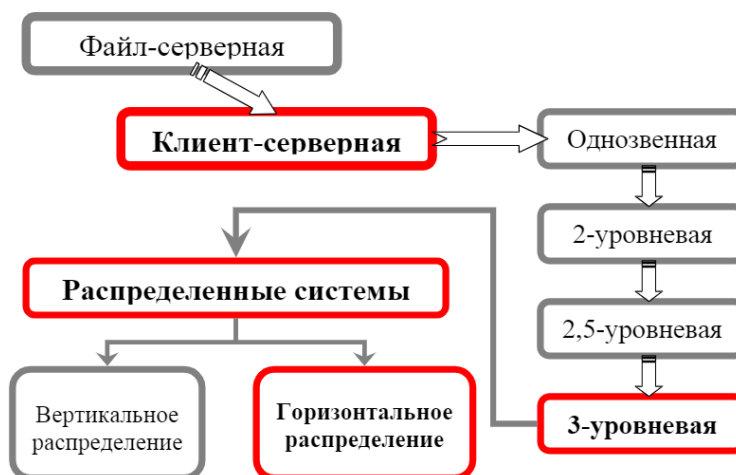 Файл-серверная
Клиент-серверная
Однозвенная
2-уровневая
2,5-уровневая
3-уровневая
Распределенные системы
Вертикальное
распределение
Горизонтальное
распределение